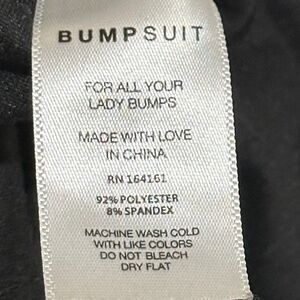 BUMPSUIT
FOR ALL YOUR
LADY BUMPS
MADE WITH LOVE
IN CHINA
RN 164161
92% POLYESTER
8% SPANDEX
MACHINE WASH COLD
WITH LIKE COLORS
DO NOT BLEACH
DRY FLAT